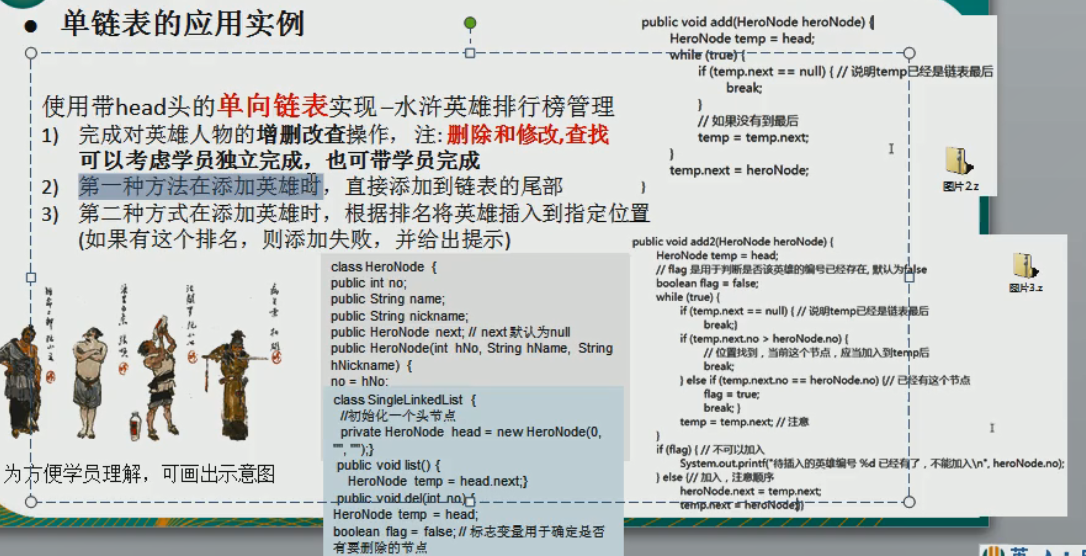 ● 单链表的应用实例
使用带head头的单向链表实现 –水浒英雄排行榜管理
1) 完成对英雄人物的增删改查操作， 注: 删除和修改,查找
可以考虑学员独立完成，也可带学员完成
2) 第一种方法在添加英雄时，直接添加到链表的尾部
3) 第二种方式在添加英雄时，根据排名将英雄插入到指定位置
(如果有这个排名，则添加失败，并给出提示)
为方便学员理解，可画出示意图
class HeroNode {
public int no;
public String name;
public String nickname;
public HeroNode next; // next 默认为null
public HeroNode(int hNo, String hName, String
hNickname) {
no = hNo;
class SingleLinkedList {
//初始化一个头节点
private HeroNode head = new HeroNode(0,
"", "");}
public void list() {
HeroNode temp = head.next;}
public void del(int no) {
HeroNode temp = head;
boolean flag = false; // 标志变量用于确定是否
有要删除的节点
public void add(HeroNode heroNode) {
HeroNode temp = head;
while (true) {
if (temp.next == null) { // 说明temp已经是链表最后
break;
}
// 如果没有到最后
temp = temp.next;
}
temp.next = heroNode;
}
public void add2(HeroNode heroNode) {
HeroNode temp = head;
// flag 是用于判断是否该英雄的编号已经存在, 默认为false
boolean flag = false;
while (true) {
if (temp.next == null) { // 说明temp已经是链表最后
break;}
if (temp.next.no > heroNode.no) {
// 位置找到，当前这个节点，应当加入到temp后
break;
} else if (temp.next.no == heroNode.no) {// 已经有这个节点
flag = true;
break; }
temp = temp.next; // 注意
}
if (flag) { // 不可以加入
System.out.printf("待插入的英雄编号 %d 已经有了，不能加入\n", heroNode.no);
} else {// 加入，注意顺序
heroNode.next = temp.next;
temp.next = heroNode;}}
图片2.z
图片3.z
英